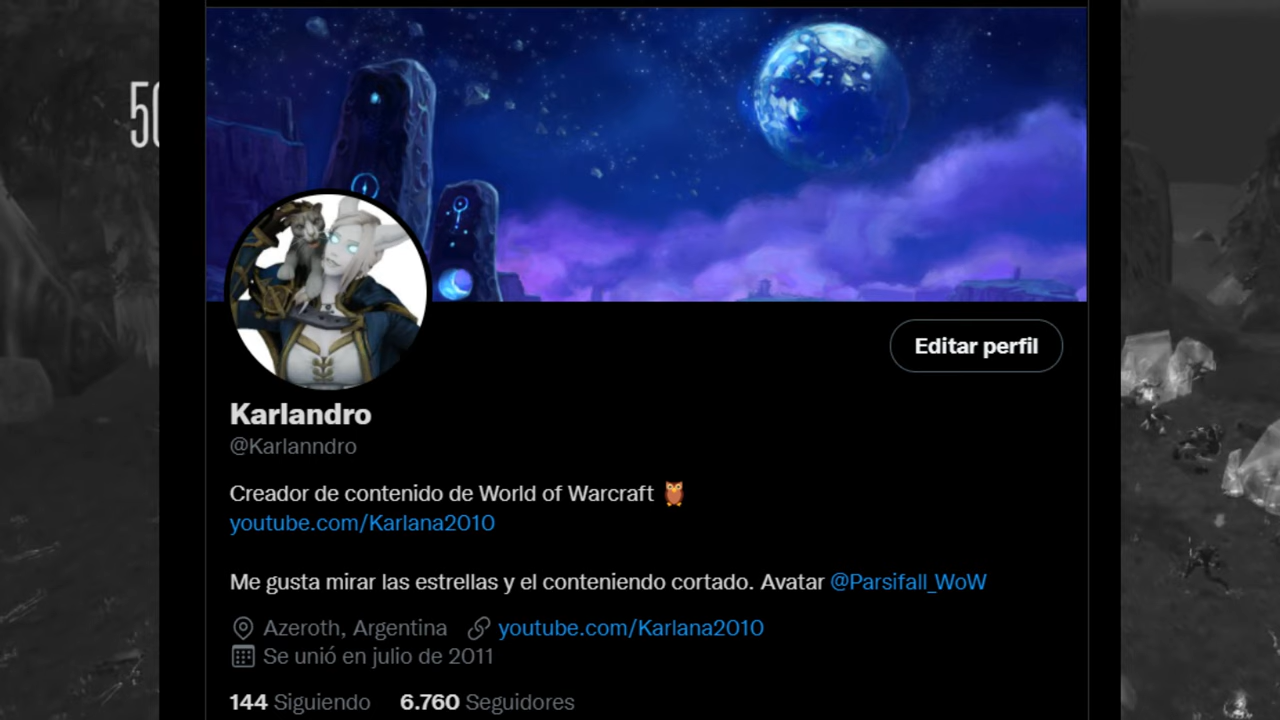 50
Editar perfil
Karlandro
@Karlanndro
Creador de contenido de World of Warcraft 🦉
youtube.com/Karlana2010
Me gusta mirar las estrellas y el conteniendo cortado. Avatar @Parsifall_WoW
Azeroth, Argentina youtube.com/Karlana2010
Se unió en julio de 2011
144 Siguiendo 6.760 Seguidores